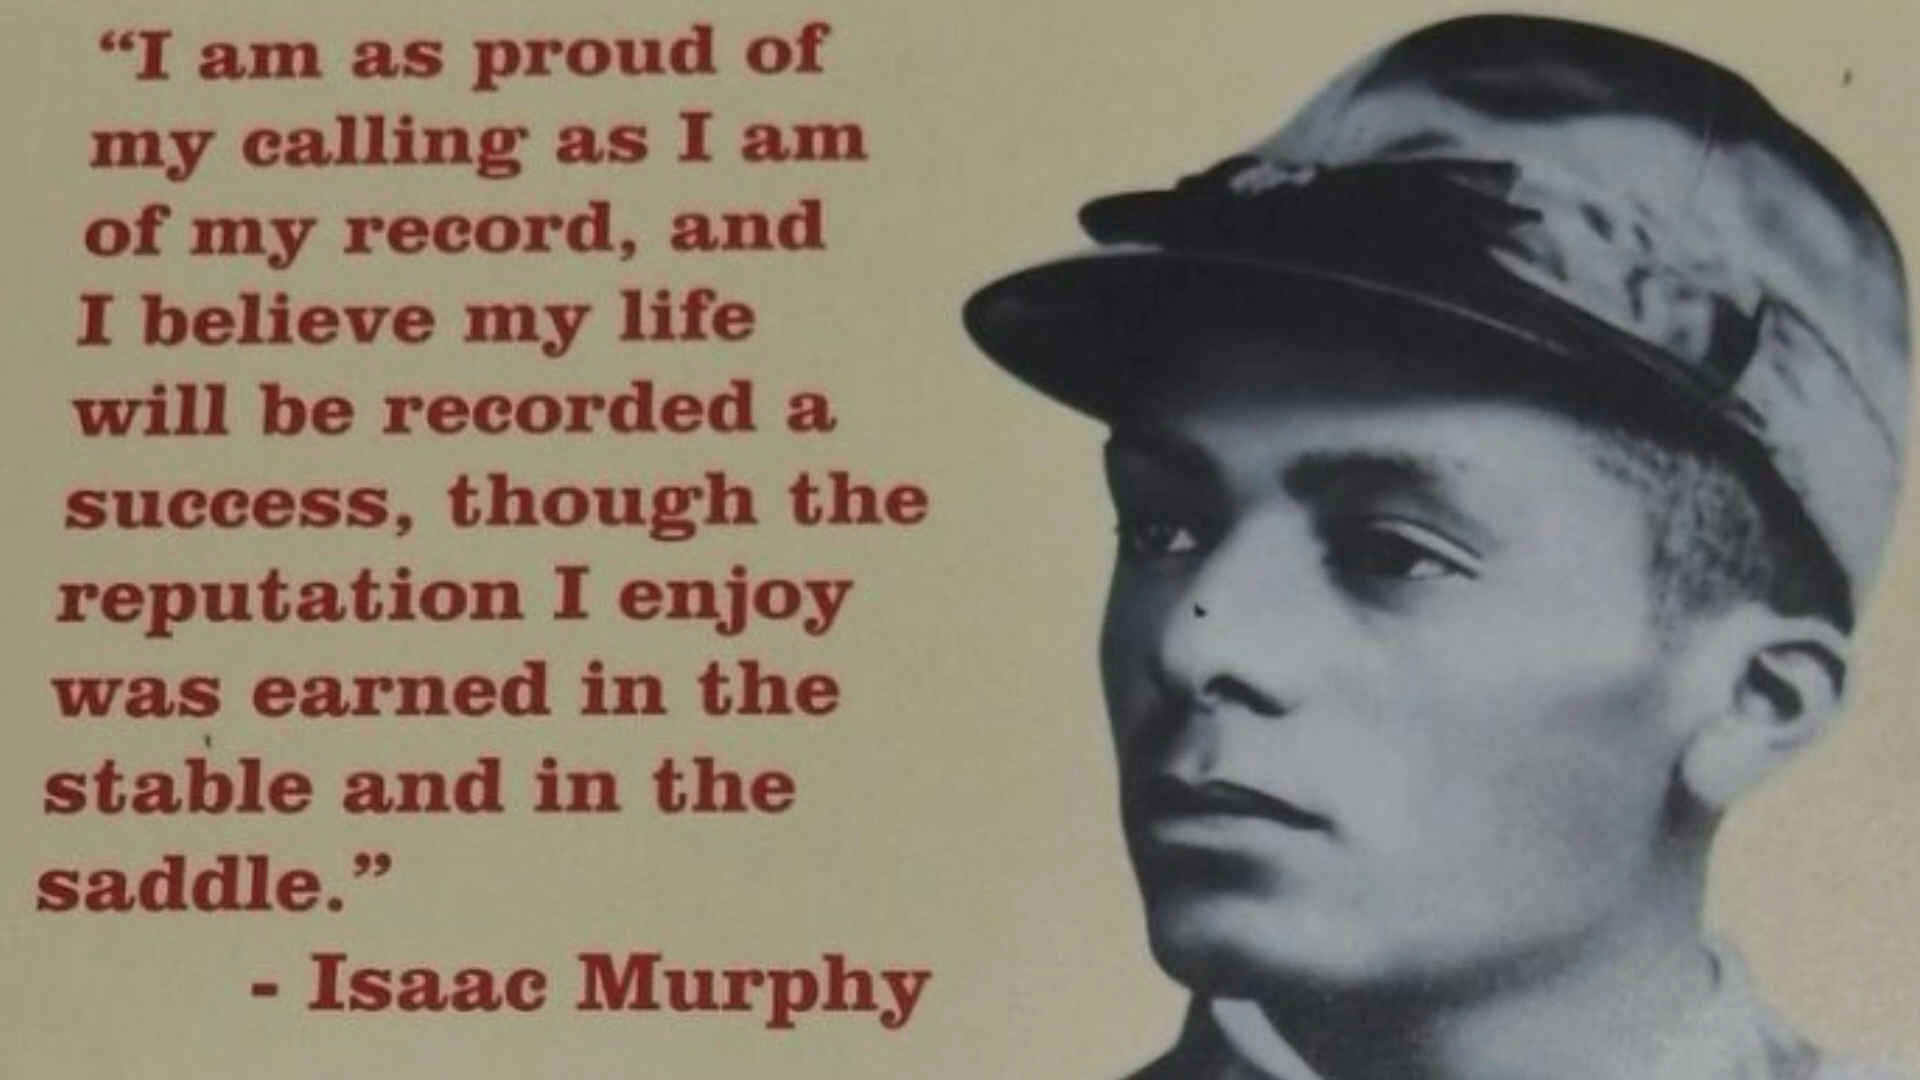 “I am as proud of
my calling as I am
of my record, and
I believe my life
will be recorded a
success, though the
reputation I enjoy
was earned in the
stable and in the
saddle.”
- Isaac Murphy